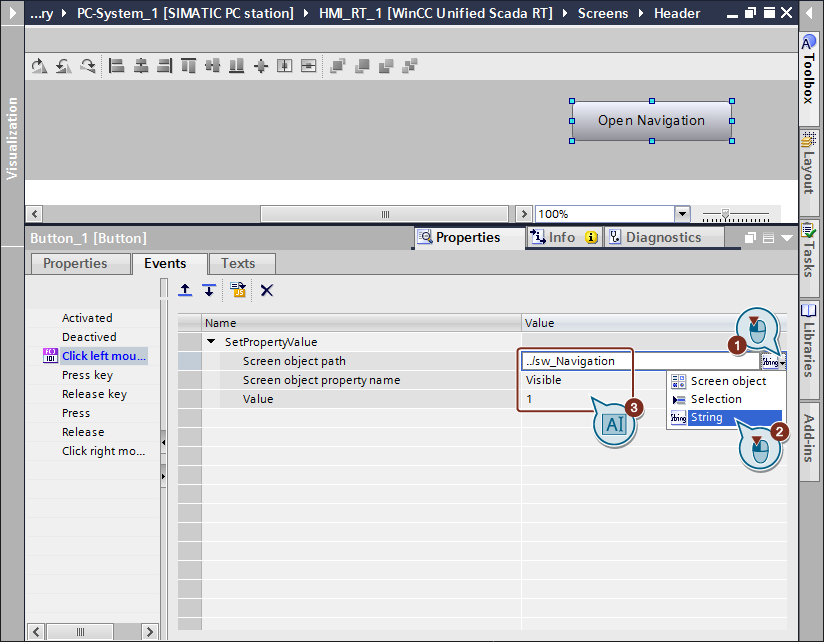 ...ry PC-System_1 [SIMATIC PC station] HMI_RT_1 [WinCC Unified Scada RT] Screens Header
Visualization
Open Navigation
100%
Button_1 [Button]
Properties Info Diagnostics
Properties Events Texts
Activated
Deactived
Click left mou...
Press key
Release key
Press
Release
Click right mo...
Name Value
SetPropertyValue
Screen object path ../sw_Navigation String
Screen object property name Visible
Value 1
Screen object
Selection
String String
1
2
3
AI
Toolbox
Layout
Tasks
Libraries
Add-ins